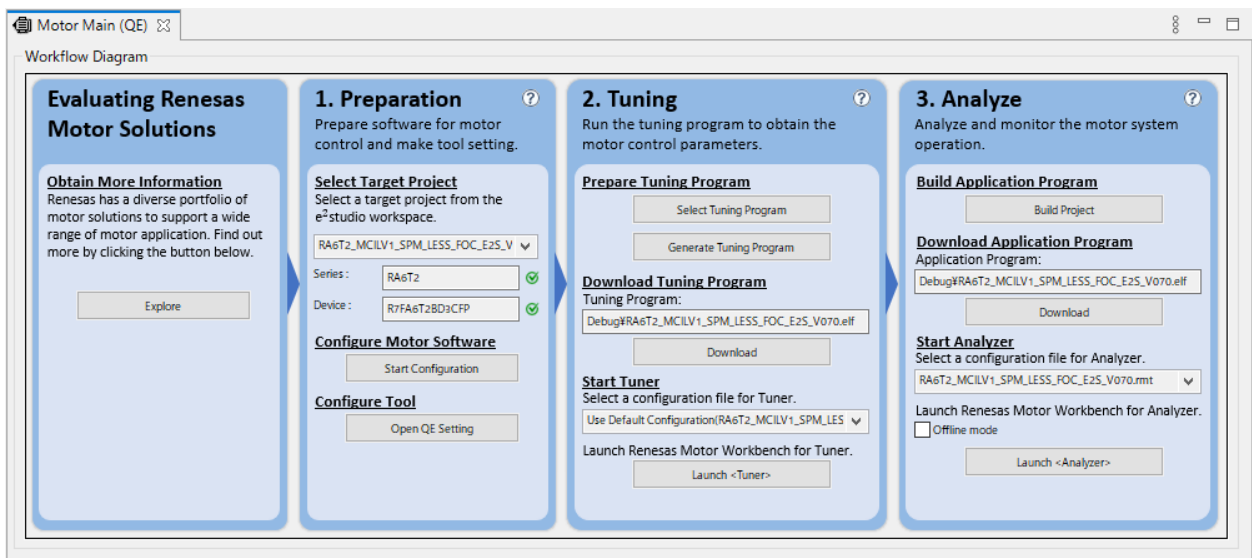 Motor Main (QE)
Workflow Diagram
Evaluating Renesas
Motor Solutions
Obtain More Information
Renesas has a diverse portfolio of
motor solutions to support a wide
range of motor application. Find out
more by clicking the button below.
Explore
1. Preparation
?
Prepare software for motor
control and make tool setting.
Select Target Project
Select a target project from the
e²studio workspace.
RA6T2_MCILV1_SPM_LESS_FOC_E2S_V
Series :
RA6T2
Device :
R7FA6T2BD3CFP
Configure Motor Software
Start Configuration
Configure Tool
Open QE Setting
2. Tuning
?
Run the tuning program to obtain the
motor control parameters.
Prepare Tuning Program
Select Tuning Program
Generate Tuning Program
Download Tuning Program
Tuning Program:
Debug¥RA6T2_MCILV1_SPM_LESS_FOC_E2S_V070.elf
Download
Start Tuner
Select a configuration file for Tuner.
Use Default Configuration(RA6T2_MCILV1_SPM_LES
Launch Renesas Motor Workbench for Tuner.
Launch <Tuner>
3. Analyze
?
Analyze and monitor the motor system
operation.
Build Application Program
Build Project
Download Application Program
Application Program:
Debug¥RA6T2_MCILV1_SPM_LESS_FOC_E2S_V070.elf
Download
Start Analyzer
Select a configuration file for Analyzer.
RA6T2_MCILV1_SPM_LESS_FOC_E2S_V070.rmt
Launch Renesas Motor Workbench for Analyzer.
Offline mode
Launch <Analyzer>